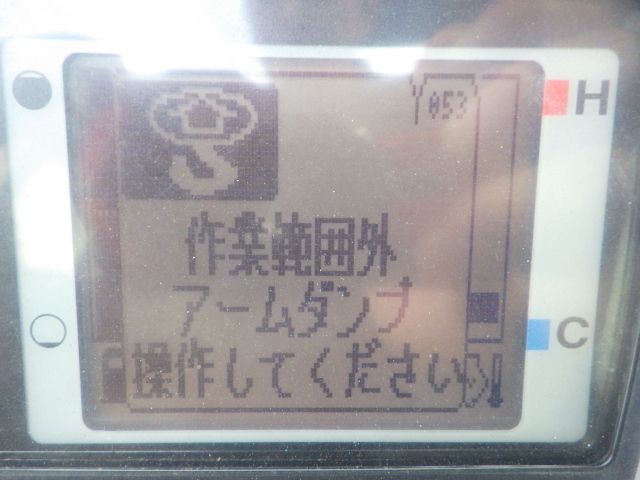 053
H
作業範囲外
アームダンプ
C
操作してください